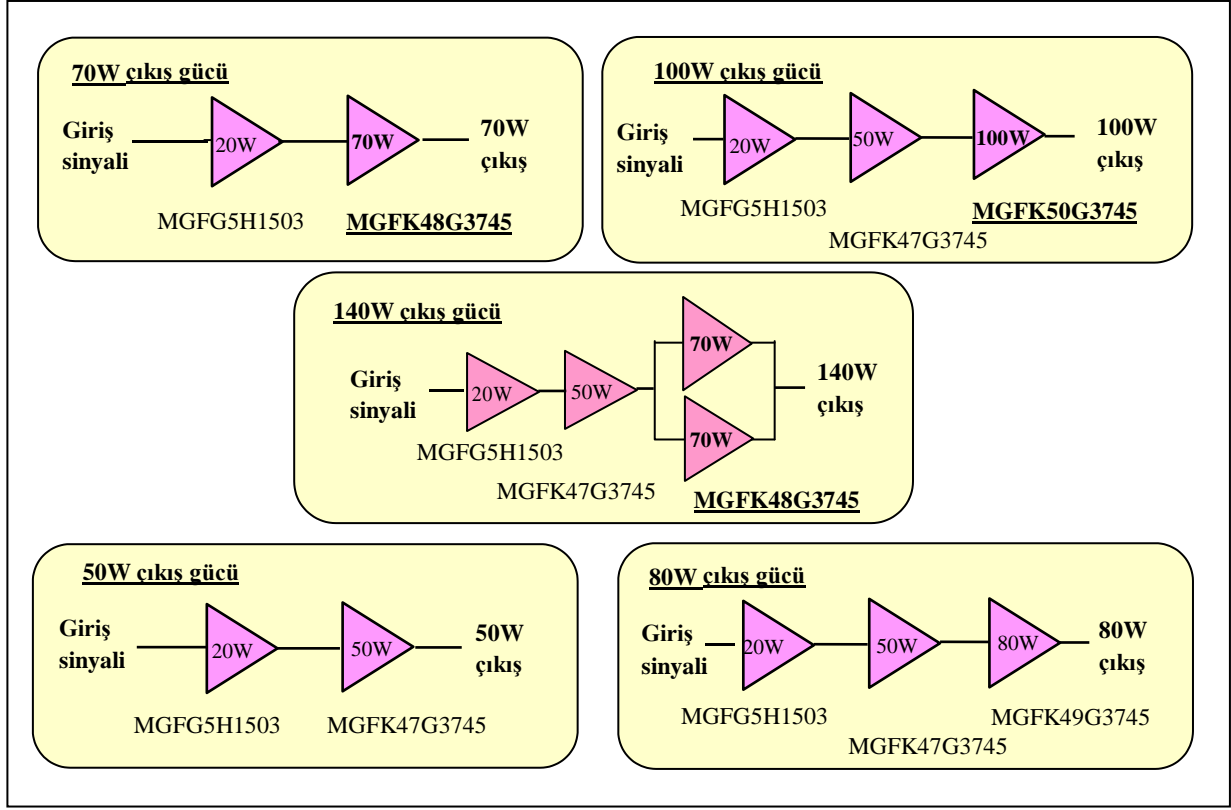 70W çıkış gücü
Giriş
sinyali
20W
70W
70W
çıkış
MGFG5H1503
MGFK48G3745
100W çıkış gücü
Giriş
sinyali
20W
50W
100W
100W
çıkış
MGFG5H1503
MGFK50G3745
MGFK47G3745
140W çıkış gücü
Giriş
sinyali
20W
50W
70W
70W
140W
çıkış
MGFG5H1503
MGFK47G3745
MGFK48G3745
50W çıkış gücü
Giriş
sinyali
20W
50W
50W
çıkış
MGFG5H1503
MGFK47G3745
80W çıkış gücü
Giriş
sinyali
20W
50W
80W
80W
çıkış
MGFG5H1503
MGFK49G3745
MGFK47G3745